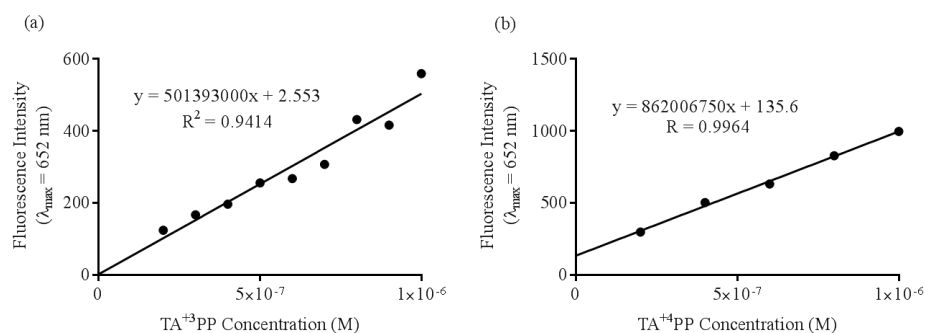 (a)
600
400
200
0
0
5×10⁻⁷
1×10⁻⁶
Fluorescence Intensity
(λmax = 652 nm)
y = 501393000x + 2.553
R² = 0.9414
TA⁺³PP Concentration (M)
(b)
1500
1000
500
0
0
5×10⁻⁷
1×10⁻⁶
Fluorescence Intensity
(λmax = 652 nm)
y = 862006750x + 135.6
R = 0.9964
TA⁺⁴PP Concentration (M)